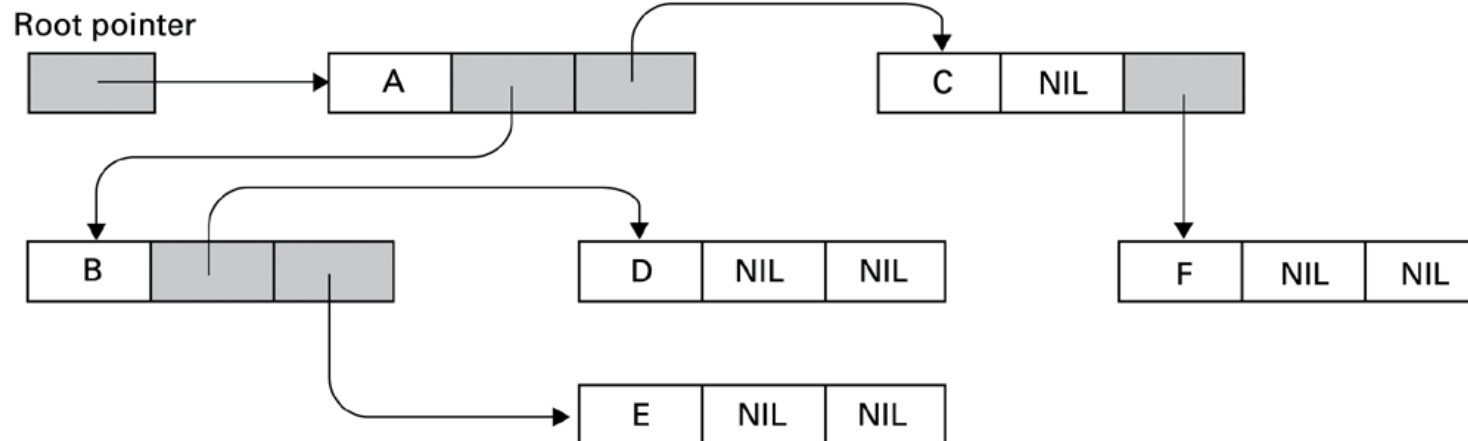 Root pointer
A
C NIL
B
D NIL NIL
F NIL NIL
E NIL NIL